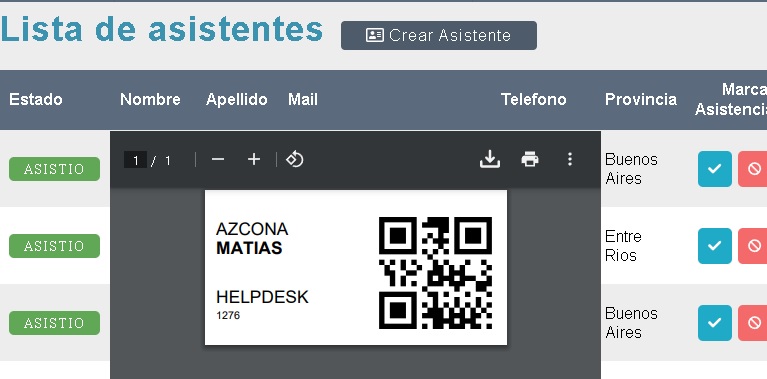 Lista de asistentes
Crear Asistente
Estado Nombre Apellido Mail Telefono Provincia Marca
Asistencia
1 / 1
ASISTIO
Buenos
Aires
AZCONA
MATIAS
ASISTIO
Entre
Rios
HELPDESK
1276
ASISTIO
Buenos
Aires